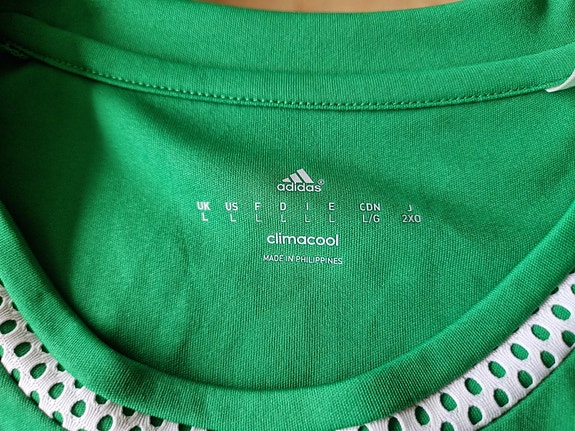 adidas®
UK US F D I E CDN J
L L L L L L L/G 2XO
climacool
MADE IN PHILIPPINES